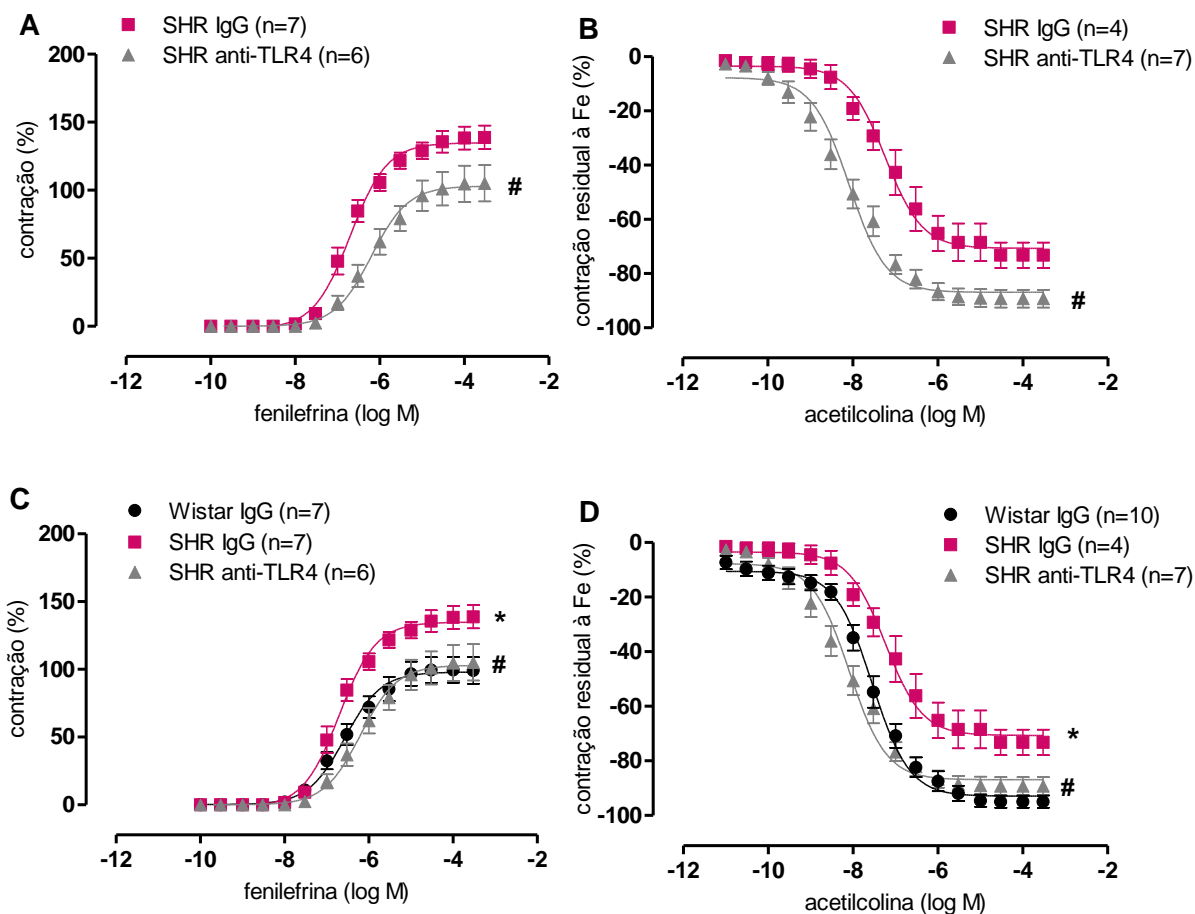 A
SHR IgG (n=7)
SHR anti-TLR4 (n=6)
contração (%)
200
150
100
50
0
#
-12 -10 -8 -6 -4 -2
fenilefrina (log M)
B
SHR IgG (n=4)
SHR anti-TLR4 (n=7)
contração residual à Fe (%)
0
-20
-40
-60
-80
-100
#
-12 -10 -8 -6 -4 -2
acetilcolina (log M)
C
Wistar IgG (n=7)
SHR IgG (n=7)
SHR anti-TLR4 (n=6)
contração (%)
200
150
100
50
0
*
#
-12 -10 -8 -6 -4 -2
fenilefrina (log M)
D
Wistar IgG (n=10)
SHR IgG (n=4)
SHR anti-TLR4 (n=7)
contração residual à Fe (%)
0
-20
-40
-60
-80
-100
*
#
-12 -10 -8 -6 -4 -2
acetilcolina (log M)